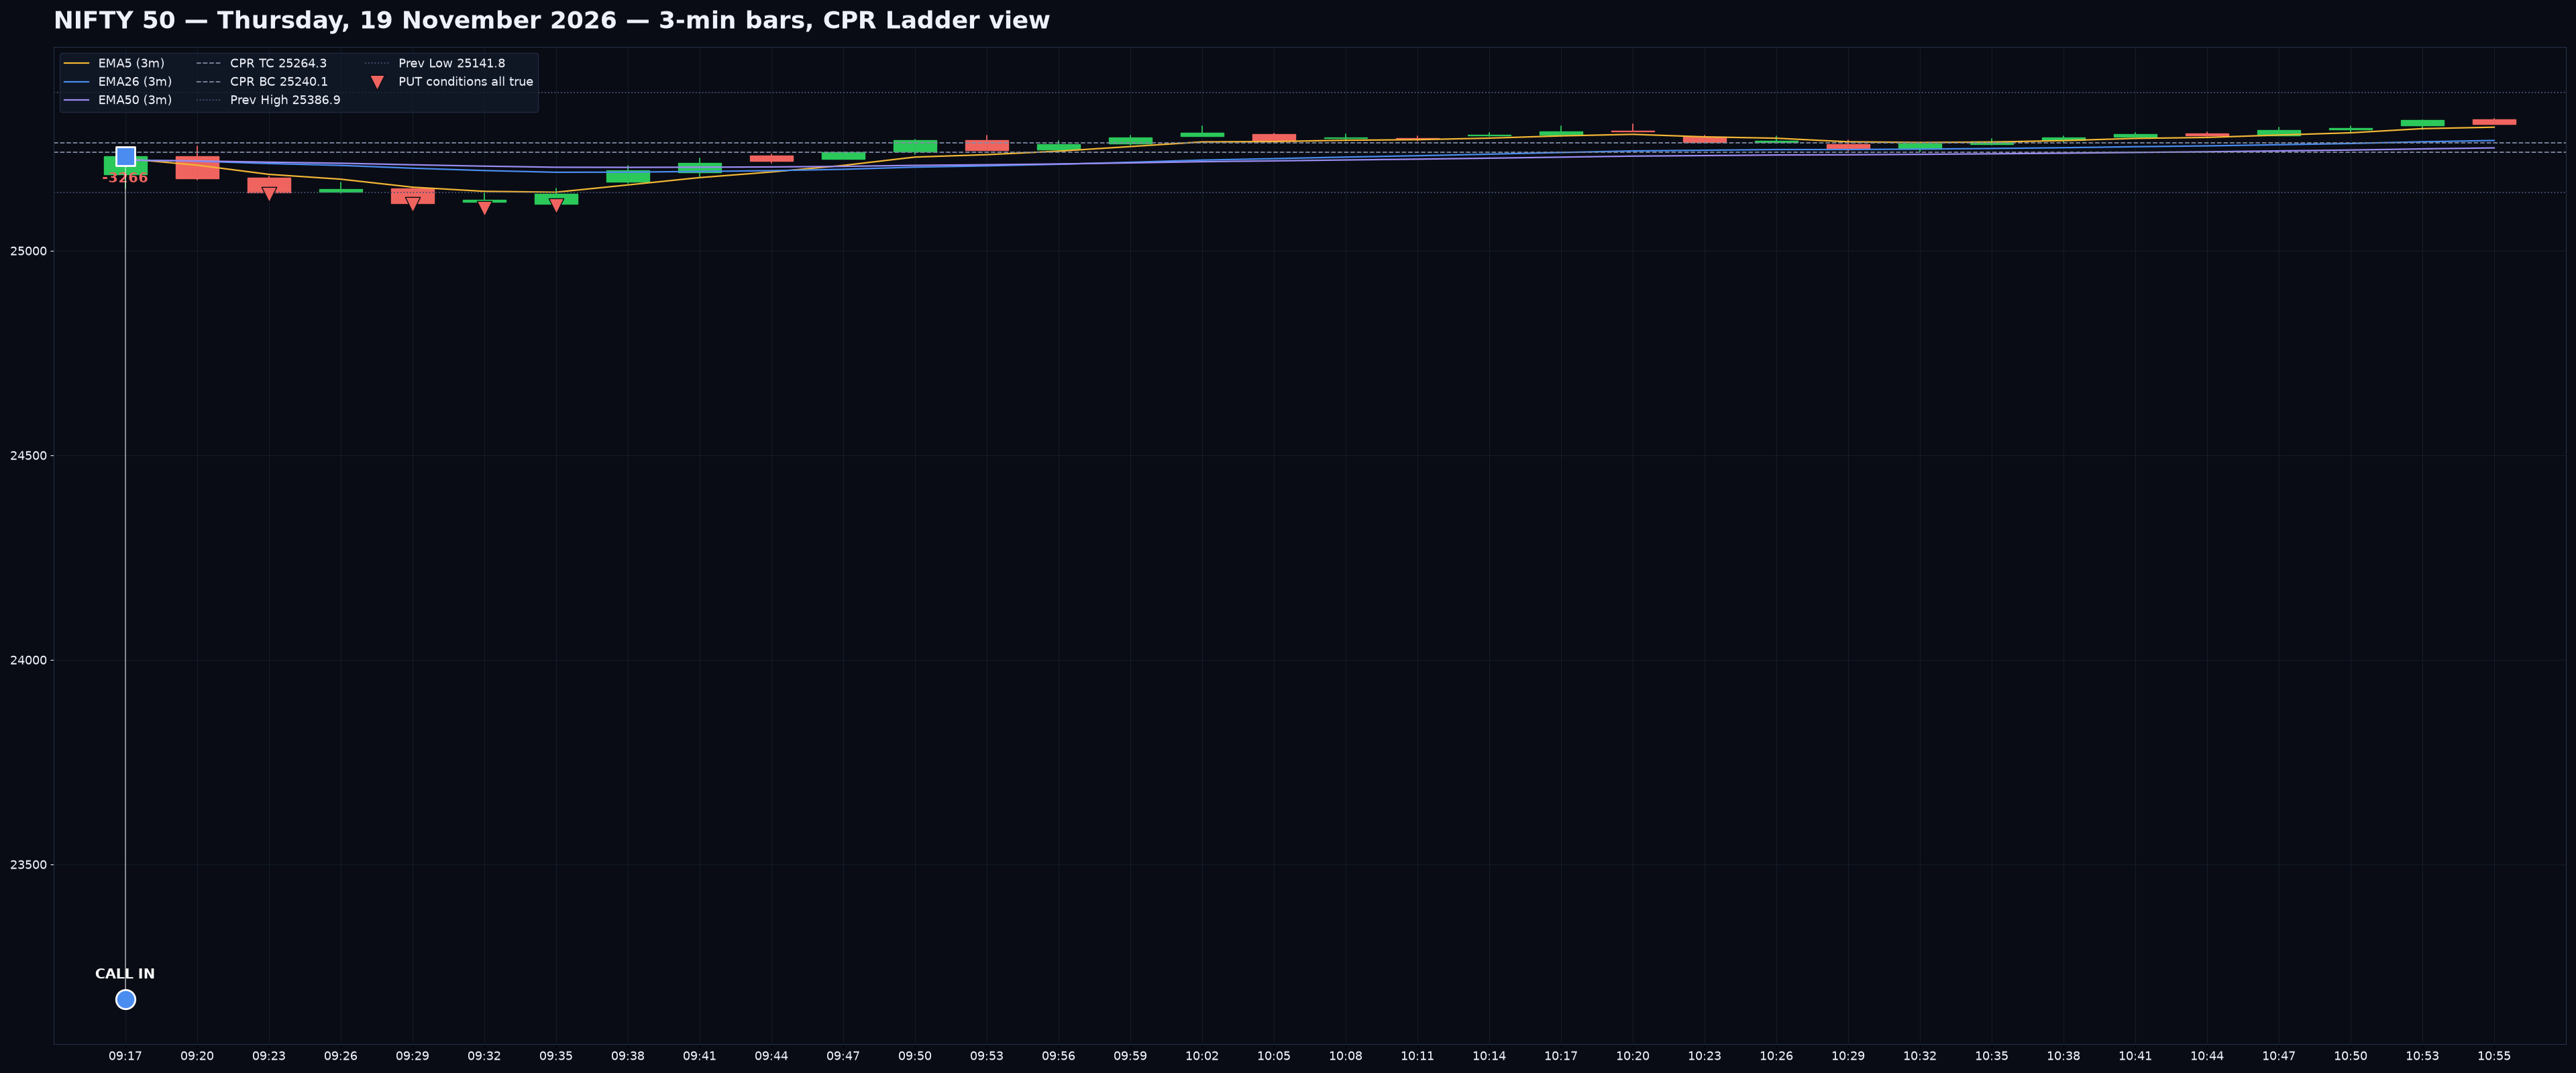 NIFTY 50 — Thursday, 19 November 2026 — 3-min bars, CPR Ladder view
EMA5 (3m)
EMA26 (3m)
EMA50 (3m)
CPR TC 25264.3
CPR BC 25240.1
Prev High 25386.9
Prev Low 25141.8
PUT conditions all true
-3266
25000
24500
24000
23500
CALL IN
09:17 09:20 09:23 09:26 09:29 09:32 09:35 09:38 09:41 09:44 09:47 09:50 09:53 09:56 09:59 10:02 10:05 10:08 10:11 10:14 10:17 10:20 10:23 10:26 10:29 10:32 10:35 10:38 10:41 10:44 10:47 10:50 10:53 10:55